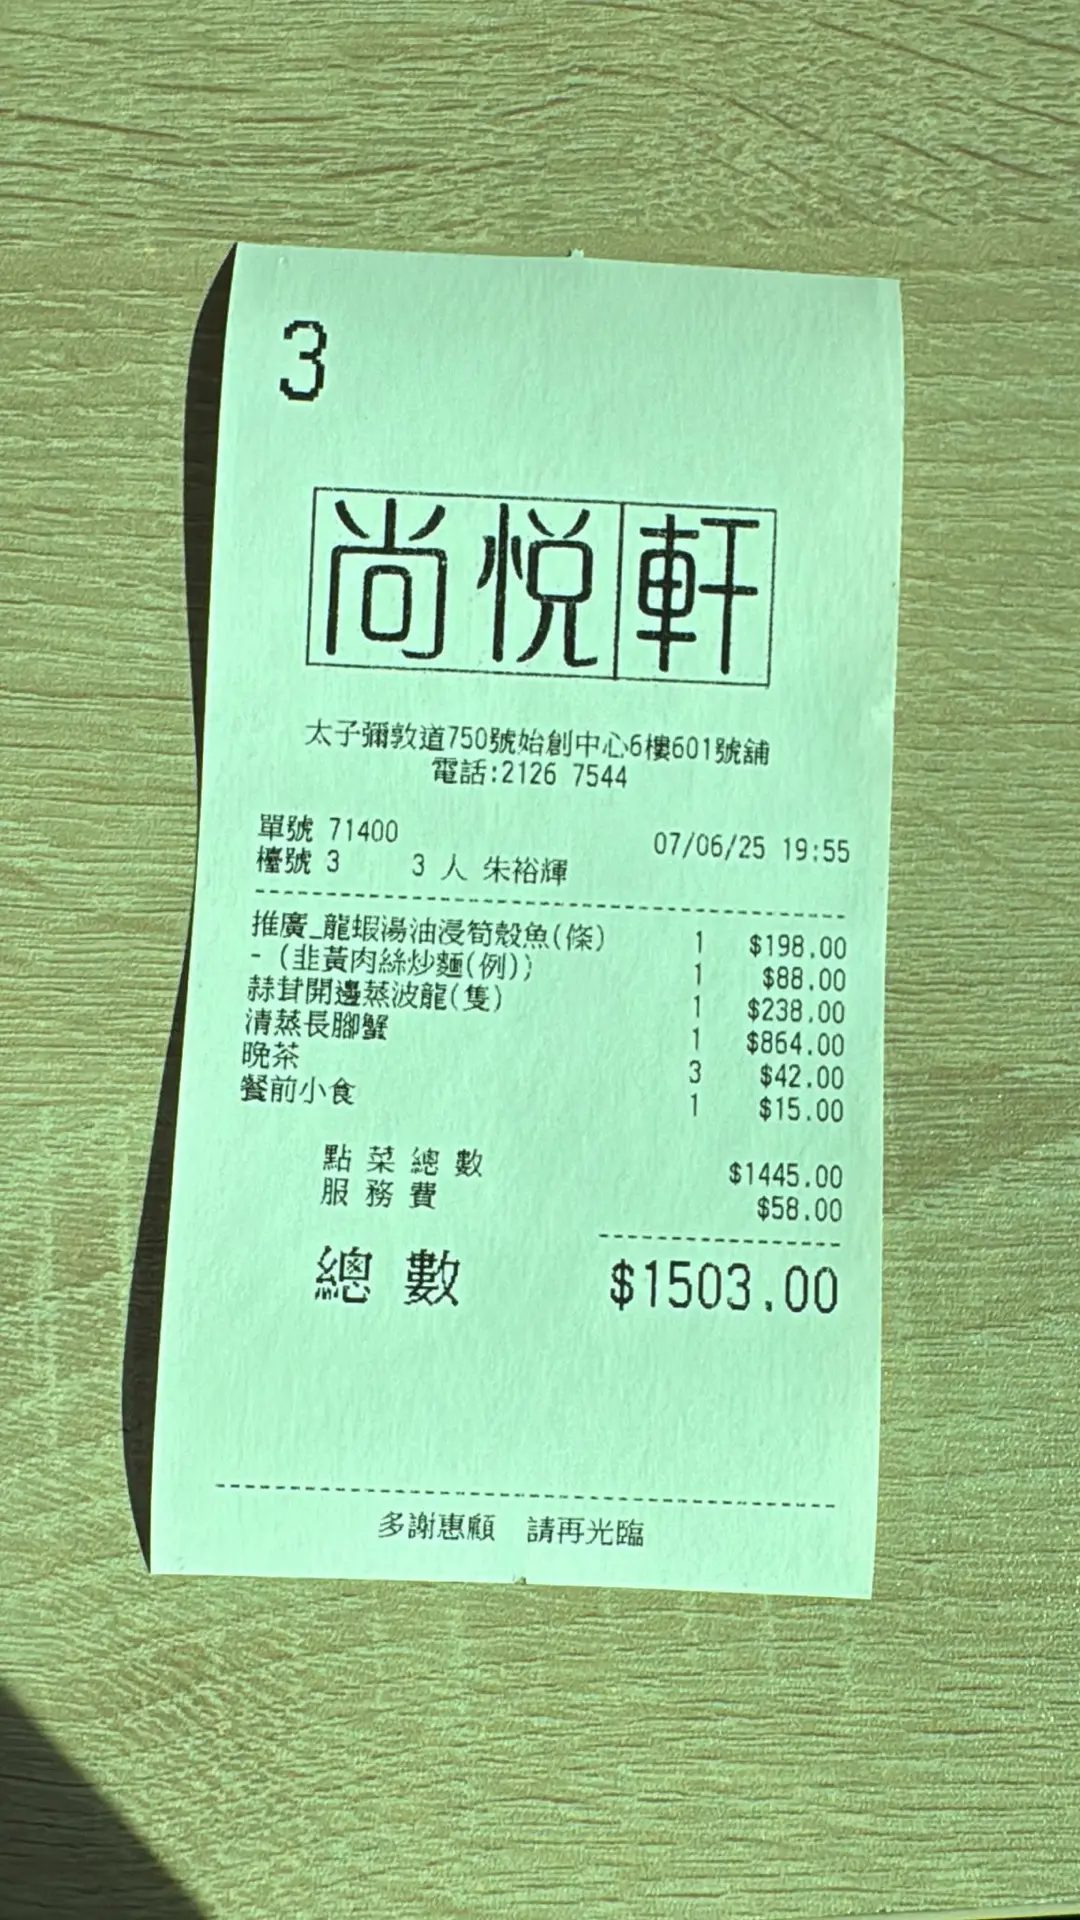 3
尚悦軒
太子彌敦道750號始創中心6樓601號舖
電話:2126 7544
單號 71400 07/06/25 19:55
檯號 3 3 人 朱裕輝
推廣_龍蝦湯油浸筍殼魚(條) 1 $198.00
- (韭黃肉絲炒麵(例)) 1 $88.00
蒜茸開邊蒸波龍(隻) 1 $238.00
清蒸長腳蟹 1 $864.00
晚茶 3 $42.00
餐前小食 1 $15.00
點菜總數 $1445.00
服務費 $58.00
總數 $1503.00
多謝惠顧 請再光臨